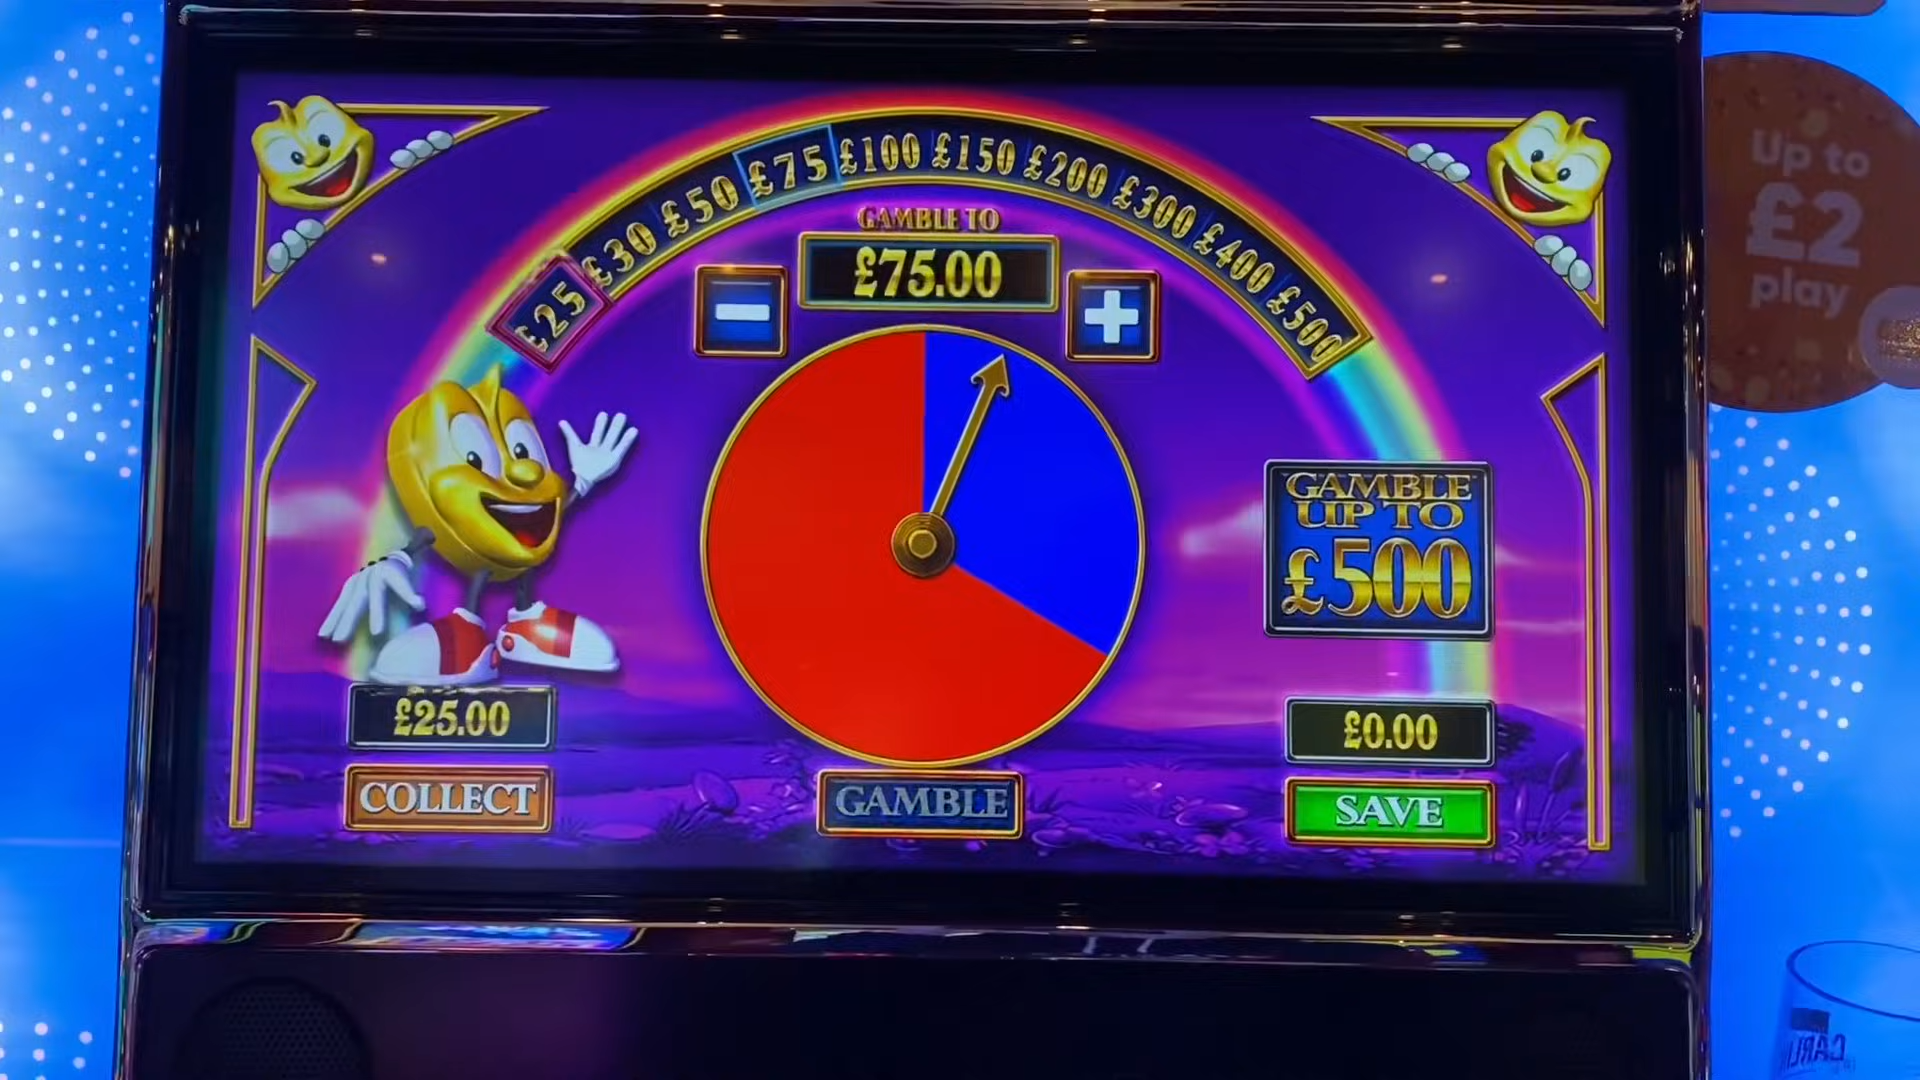 £25 £30 £50 £75 £100 £150 £200 £300 £400 £500
GAMBLE TO
£75.00
GAMBLE
UP TO
£500
£25.00
£0.00
COLLECT
GAMBLE
SAVE
Up to
£2
play